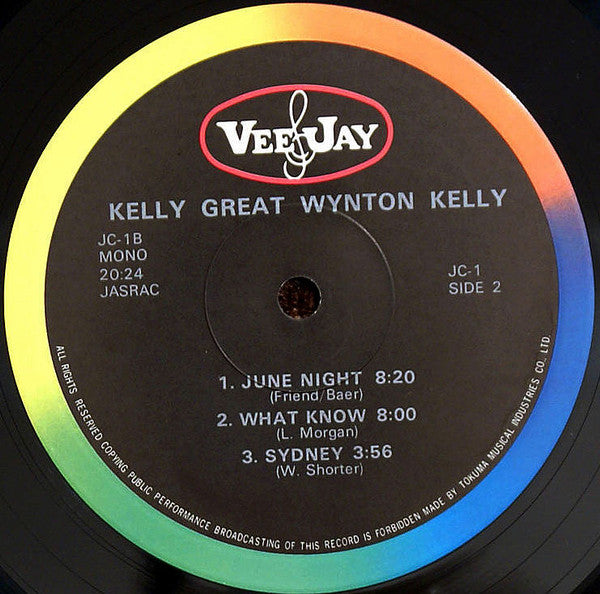 VEE JAY
KELLY GREAT WYNTON KELLY
JC-1B
MONO
20:24
JASRAC
JC-1
SIDE 2
1. JUNE NIGHT 8:20
(Friend/Baer)
2. WHAT KNOW 8:00
(L. Morgan)
3. SYDNEY 3:56
(W. Shorter)
ALL RIGHTS RESERVED COPYING PUBLIC PERFORMANCE BROADCASTING OF THIS RECORD IS FORBIDDEN MADE BY TOKUMA MUSICAL INDUSTRIES CO., LTD.